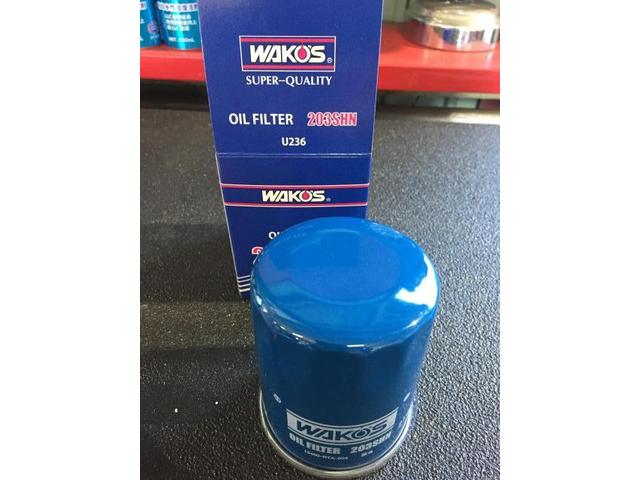 WAKO'S®
SUPER-QUALITY
OIL FILTER 203SHN
U236
WAKO'S®
WAKO'S
OIL FILTER 203SHN